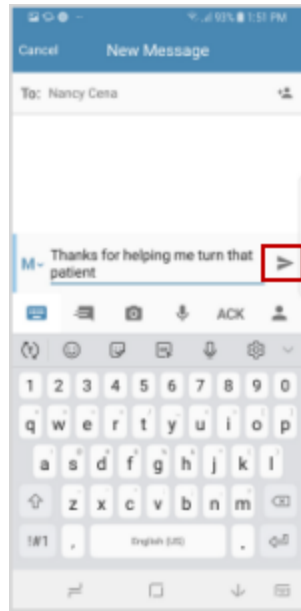 93% 1:51 PM
Cancel New Message
To: Nancy Cena
M
Thanks for helping me turn that
patient
ACK
1 2 3 4 5 6 7 8 9 0
q w e r t y u i o p
a s d f g h j k l
z x c v b n m
!#1 , English (US) .